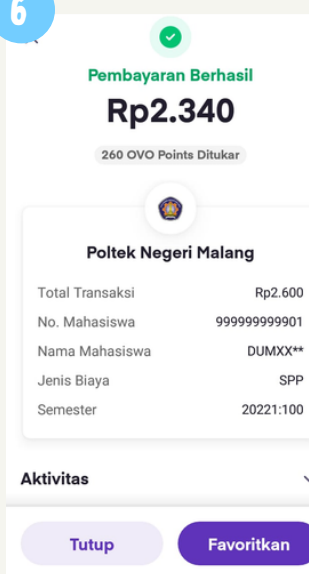 6
Pembayaran Berhasil
Rp2.340
260 OVO Points Ditukar
Poltek Negeri Malang
Total Transaksi Rp2.600
No. Mahasiswa 999999999901
Nama Mahasiswa DUMXX**
Jenis Biaya SPP
Semester 20221:100
Aktivitas
Tutup Favoritkan